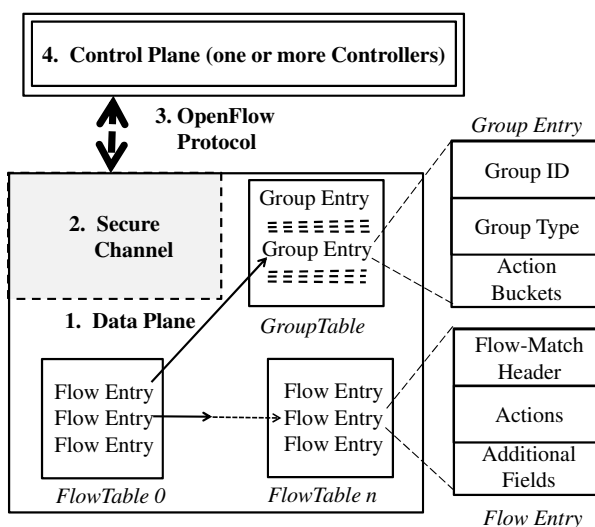 4. Control Plane (one or more Controllers)
3. OpenFlow
Protocol
2. Secure
Channel
1. Data Plane
Group Entry
Group Entry
GroupTable
Flow Entry
Flow Entry
Flow Entry
FlowTable 0
Flow Entry
Flow Entry
Flow Entry
FlowTable n
Group Entry
Group ID
Group Type
Action
Buckets
Flow-Match
Header
Actions
Additional
Fields
Flow Entry